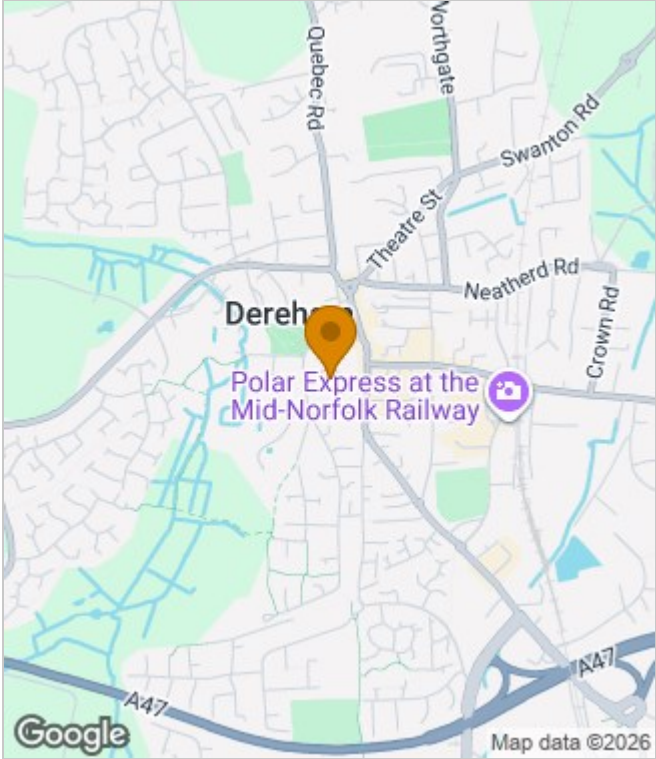 Northgate
Quebec Rd
Swanton Rd
Theatre St
Neatherd Rd
Dereham
Crown Rd
Polar Express at the
Mid-Norfolk Railway
A47
A47
Google
Map data ©2026